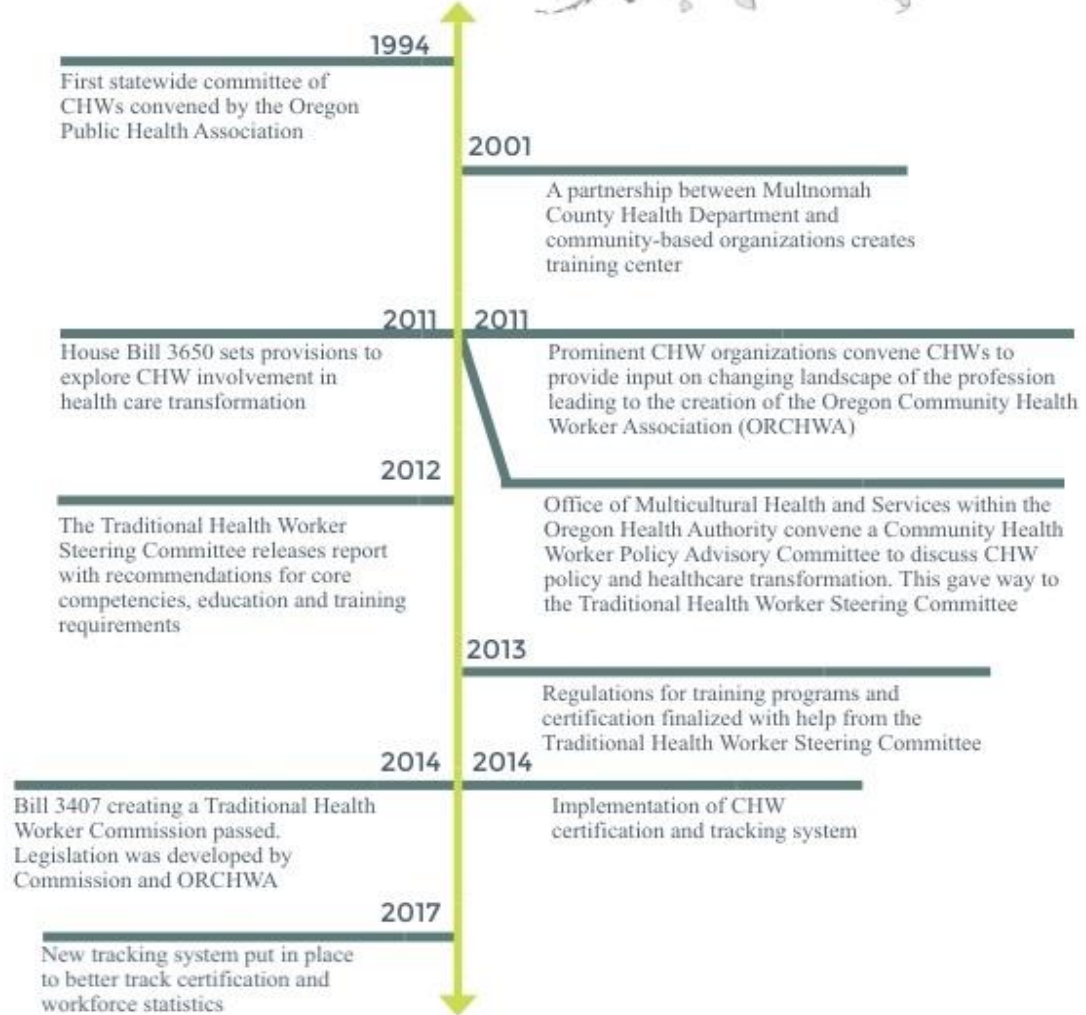 1994
First statewide committee of
CHWs convened by the Oregon
Public Health Association
2001
A partnership between Multnomah
County Health Department and
community-based organizations creates
training center
2011
House Bill 3650 sets provisions to
explore CHW involvement in
health care transformation
2011
Prominent CHW organizations convene CHWs to
provide input on changing landscape of the profession
leading to the creation of the Oregon Community Health
Worker Association (ORCHWA)
Office of Multicultural Health and Services within the
Oregon Health Authority convene a Community Health
Worker Policy Advisory Committee to discuss CHW
policy and healthcare transformation. This gave way to
the Traditional Health Worker Steering Committee
2012
The Traditional Health Worker
Steering Committee releases report
with recommendations for core
competencies, education and training
requirements
2013
Regulations for training programs and
certification finalized with help from the
Traditional Health Worker Steering Committee
2014
Bill 3407 creating a Traditional Health
Worker Commission passed.
Legislation was developed by
Commission and ORCHWA
2014
Implementation of CHW
certification and tracking system
2017
New tracking system put in place
to better track certification and
workforce statistics